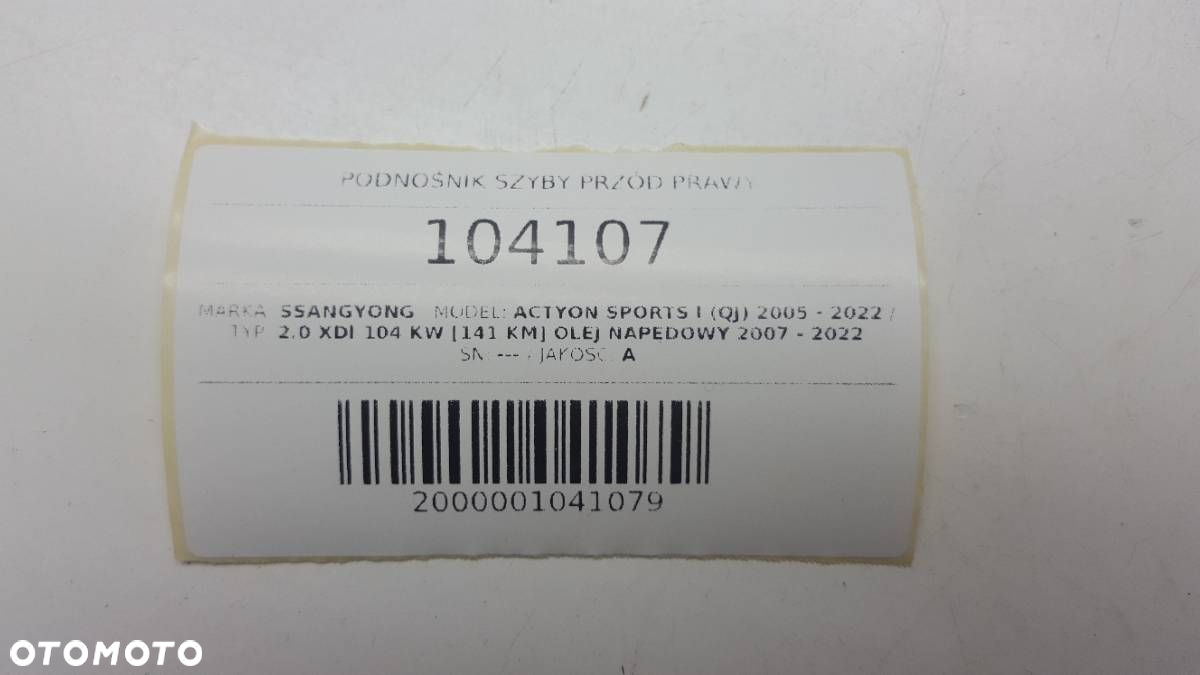 PODNOŚNIK SZYBY PRZÓD PRAWY
104107
MARKA: SSANGYONG MODEL: ACTYON SPORTS I (QJ) 2005 - 2022 /
TYP: 2.0 XDI 104 KW [141 KM] OLEJ NAPĘDOWY 2007 - 2022
SN: --- / JAKOŚĆ: A
2000001041079
OTOMOTO